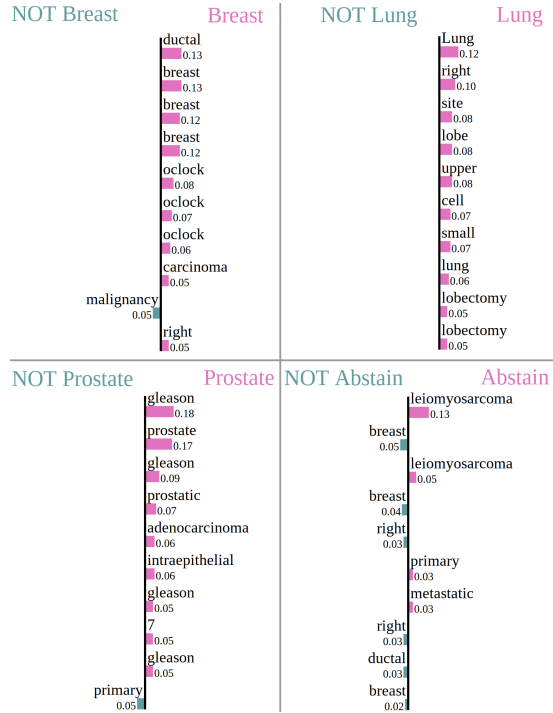 NOT Breast Breast
ductal
0.13
breast
0.13
breast
0.12
breast
0.12
oclock
0.08
oclock
0.07
oclock
0.06
carcinoma
0.05
malignancy
0.05
right
0.05
NOT Lung Lung
Lung
0.12
right
0.10
site
0.08
lobe
0.08
upper
0.08
cell
0.07
small
0.07
lung
0.06
lobectomy
0.05
lobectomy
0.05
NOT Prostate Prostate
gleason
0.18
prostate
0.17
gleason
0.09
prostatic
0.07
adenocarcinoma
0.06
intraepithelial
0.06
gleason
0.05
7
0.05
gleason
0.05
primary
0.05
NOT Abstain Abstain
leiomyosarcoma
0.13
breast
0.05
leiomyosarcoma
0.05
breast
0.04
right
0.03
primary
0.03
metastatic
0.03
right
0.03
ductal
0.03
breast
0.02